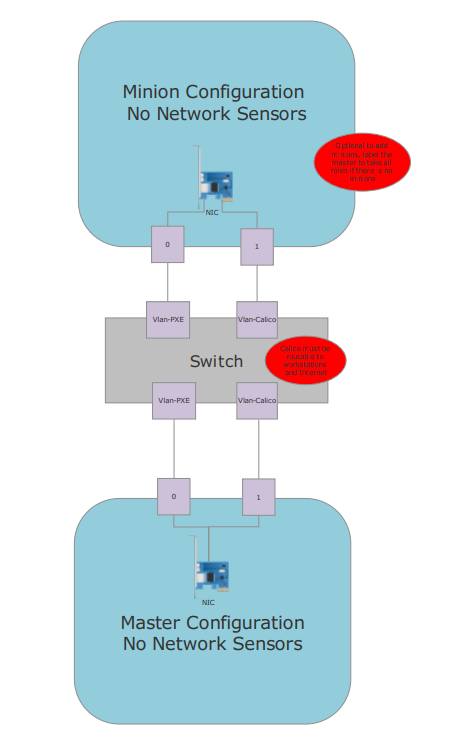 Minion Configuration
No Network Sensors
Optional to add
minions, label the
master to take all
roles if there is no
minions
NIC
0
1
Vlan-PXE
Vlan-Calico
Switch
Calico must be
routable to
workstations
and Internet
Vlan-PXE
Vlan-Calico
0
1
NIC
Master Configuration
No Network Sensors